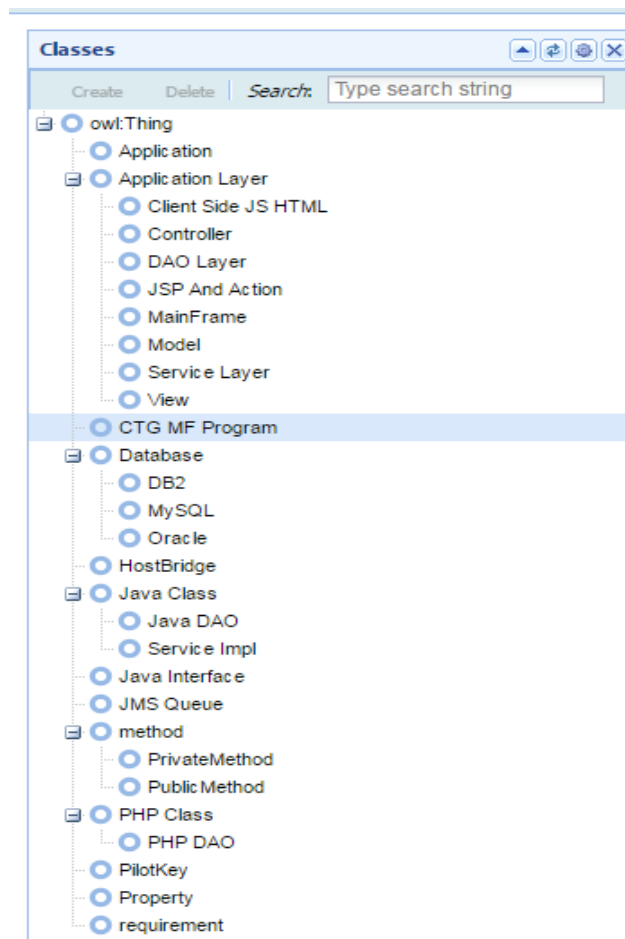 Classes
Create Delete Search: Type search string
owl:Thing
Application
Application Layer
Client Side JS HTML
Controller
DAO Layer
JSP And Action
MainFrame
Model
Service Layer
View
CTG MF Program
Database
DB2
MySQL
Oracle
HostBridge
Java Class
Java DAO
Service Impl
Java Interface
JMS Queue
method
PrivateMethod
PublicMethod
PHP Class
PHP DAO
PilotKey
Property
requirement